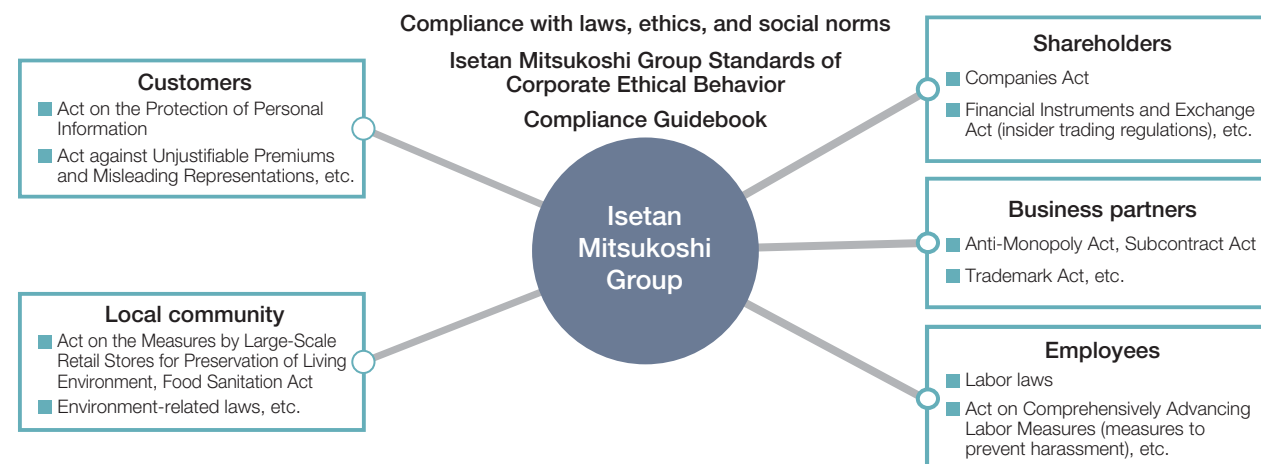 Compliance with laws, ethics, and social norms
Isetan Mitsukoshi Group Standards of
Corporate Ethical Behavior
Compliance Guidebook
Customers
Act on the Protection of Personal
Information
Act against Unjustifiable Premiums
and Misleading Representations, etc.
Local community
Act on the Measures by Large-Scale
Retail Stores for Preservation of Living
Environment, Food Sanitation Act
Environment-related laws, etc.
Isetan
Mitsukoshi
Group
Shareholders
Companies Act
Financial Instruments and Exchange
Act (insider trading regulations), etc.
Business partners
Anti-Monopoly Act, Subcontract Act
Trademark Act, etc.
Employees
Labor laws
Act on Comprehensively Advancing
Labor Measures (measures to
prevent harassment), etc.